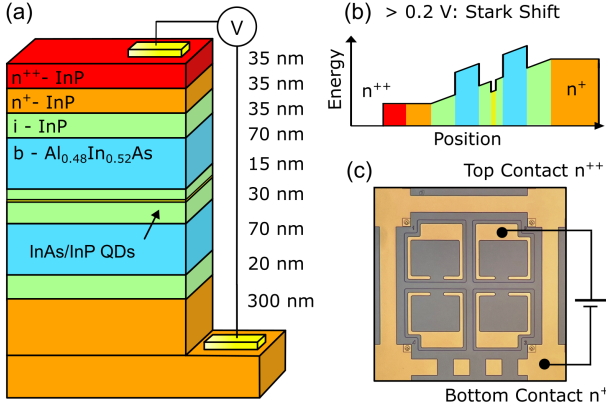 (a)
V
35 nm
n⁺⁺- InP
35 nm
n⁺- InP
35 nm
i - InP
70 nm
b - Al₀.₄₈In₀.₅₂As
15 nm
30 nm
InAs/InP QDs
70 nm
20 nm
300 nm
(b) > 0.2 V: Stark Shift
Energy
n⁺⁺
n⁺
Position
(c)
Top Contact n⁺⁺
Bottom Contact n⁺